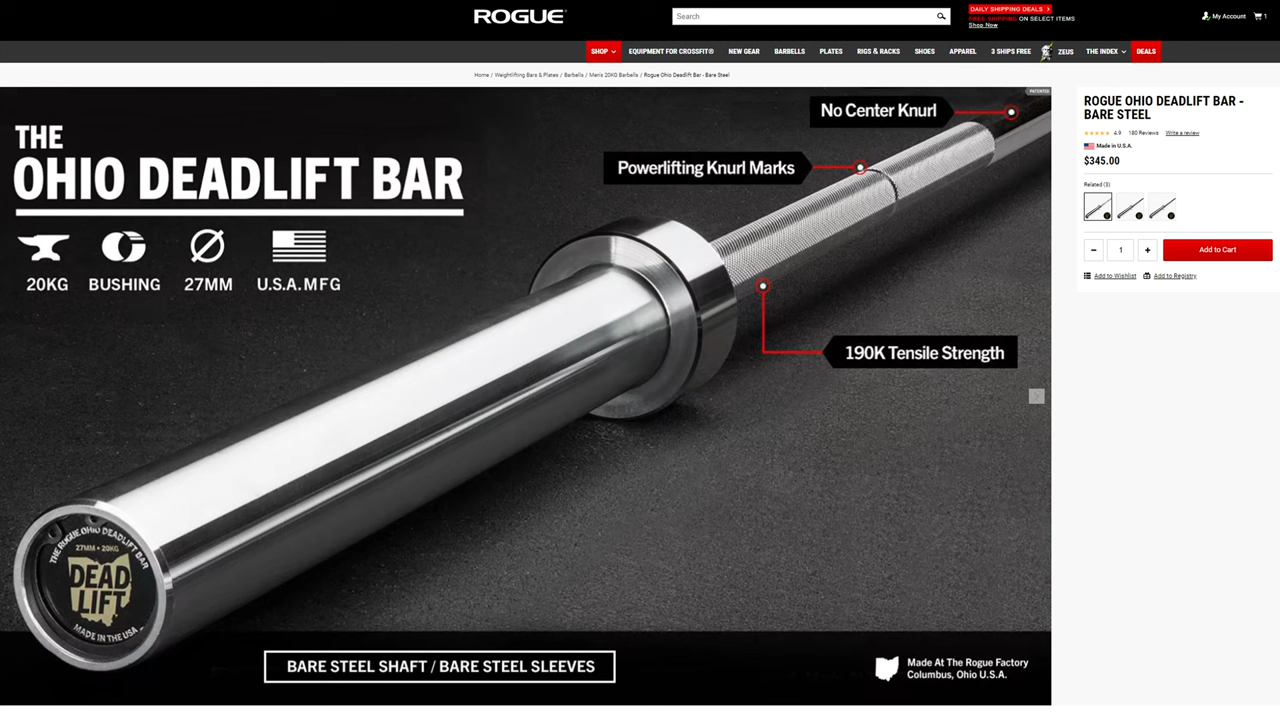 ROGUE
Search
DAILY SHIPPING DEALS >
FREE SHIPPING ON SELECT ITEMS
Shop Now
My Account
1
SHOP
EQUIPMENT FOR CROSSFIT®
NEW GEAR
BARBELLS
PLATES
RIGS & RACKS
SHOES
APPAREL
3 SHIPS FREE
ZEUS
THE INDEX
DEALS
Home / Weightlifting Bars & Plates / Barbells / Men's 20KG Barbells / Rogue Ohio Deadlift Bar - Bare Steel
PATENTED
THE
OHIO DEADLIFT BAR
20KG
BUSHING
27MM
U.S.A. MFG
No Center Knurl
Powerlifting Knurl Marks
190K Tensile Strength
THE ROGUE OHIO DEADLIFT BAR
27MM • 20KG
DEAD
LIFT
MADE IN THE USA
BARE STEEL SHAFT / BARE STEEL SLEEVES
Made At The Rogue Factory
Columbus, Ohio U.S.A.
ROGUE OHIO DEADLIFT BAR -
BARE STEEL
4.9 180 Reviews Write a review
Made in U.S.A.
$345.00
Related (3)
− 1 + Add to Cart
Add to Wishlist Add to Registry